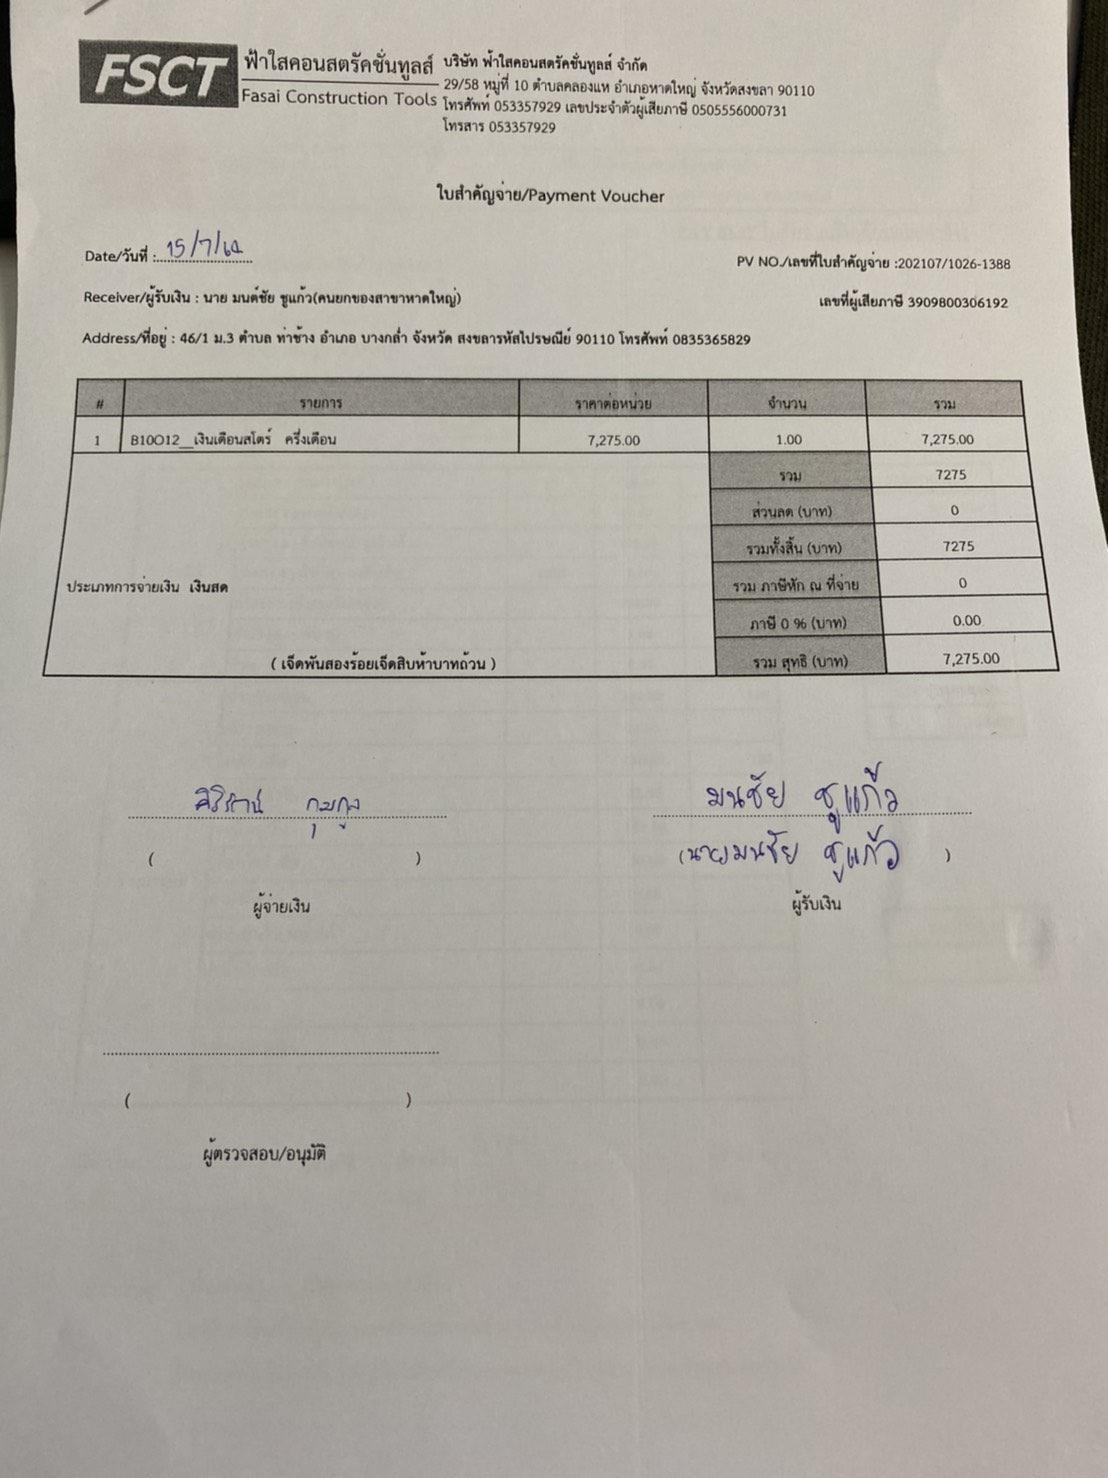 FSCT ฟ้าใสคอนสตรัคชั่นทูลส์
Fasai Construction Tools
บริษัท ฟ้าใสคอนสตรัคชั่นทูลส์ จำกัด
29/58 หมู่ที่ 10 ตำบลคลองแห อำเภอหาดใหญ่ จังหวัดสงขลา 90110
โทรศัพท์ 053357929 เลขประจำตัวผู้เสียภาษี 0505556000731
โทรสาร 053357929
ใบสำคัญจ่าย/Payment Voucher
Date/วันที่ : 15/7/64
PV NO./เลขที่ใบสำคัญจ่าย :202107/1026-1388
Receiver/ผู้รับเงิน : นาย มนต์ชัย ชูแก้ว(คนยกของสาขาหาดใหญ่)
เลขที่ผู้เสียภาษี 3909800306192
Address/ที่อยู่ : 46/1 ม.3 ตำบล ท่าช้าง อำเภอ บางกล่ำ จังหวัด สงขลารหัสไปรษณีย์ 90110 โทรศัพท์ 0835365829
# รายการ ราคาต่อหน่วย จำนวน รวม
1 B10O12__เงินเดือนสโตร์ ครึ่งเดือน 7,275.00 1.00 7,275.00
รวม 7275
ส่วนลด (บาท) 0
รวมทั้งสิ้น (บาท) 7275
ประเภทการจ่ายเงิน เงินสด
รวม ภาษีหัก ณ ที่จ่าย 0
ภาษี 0 % (บาท) 0.00
( เจ็ดพันสองร้อยเจ็ดสิบห้าบาทถ้วน )
รวม สุทธิ (บาท) 7,275.00
มนชัย ชูแก้ว
( )
(นายมนชัย ชูแก้ว )
ผู้จ่ายเงิน
ผู้รับเงิน
( )
ผู้ตรวจสอบ/อนุมัติ